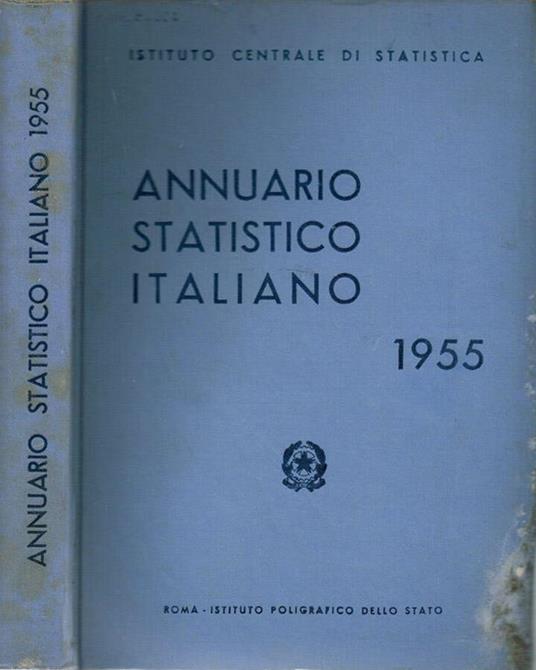 ANNUARIO STATISTICO ITALIANO 1955
ISTITUTO CENTRALE DI STATISTICA
ANNUARIO
STATISTICO
ITALIANO
1955
ROMA - ISTITUTO POLIGRAFICO DELLO STATO